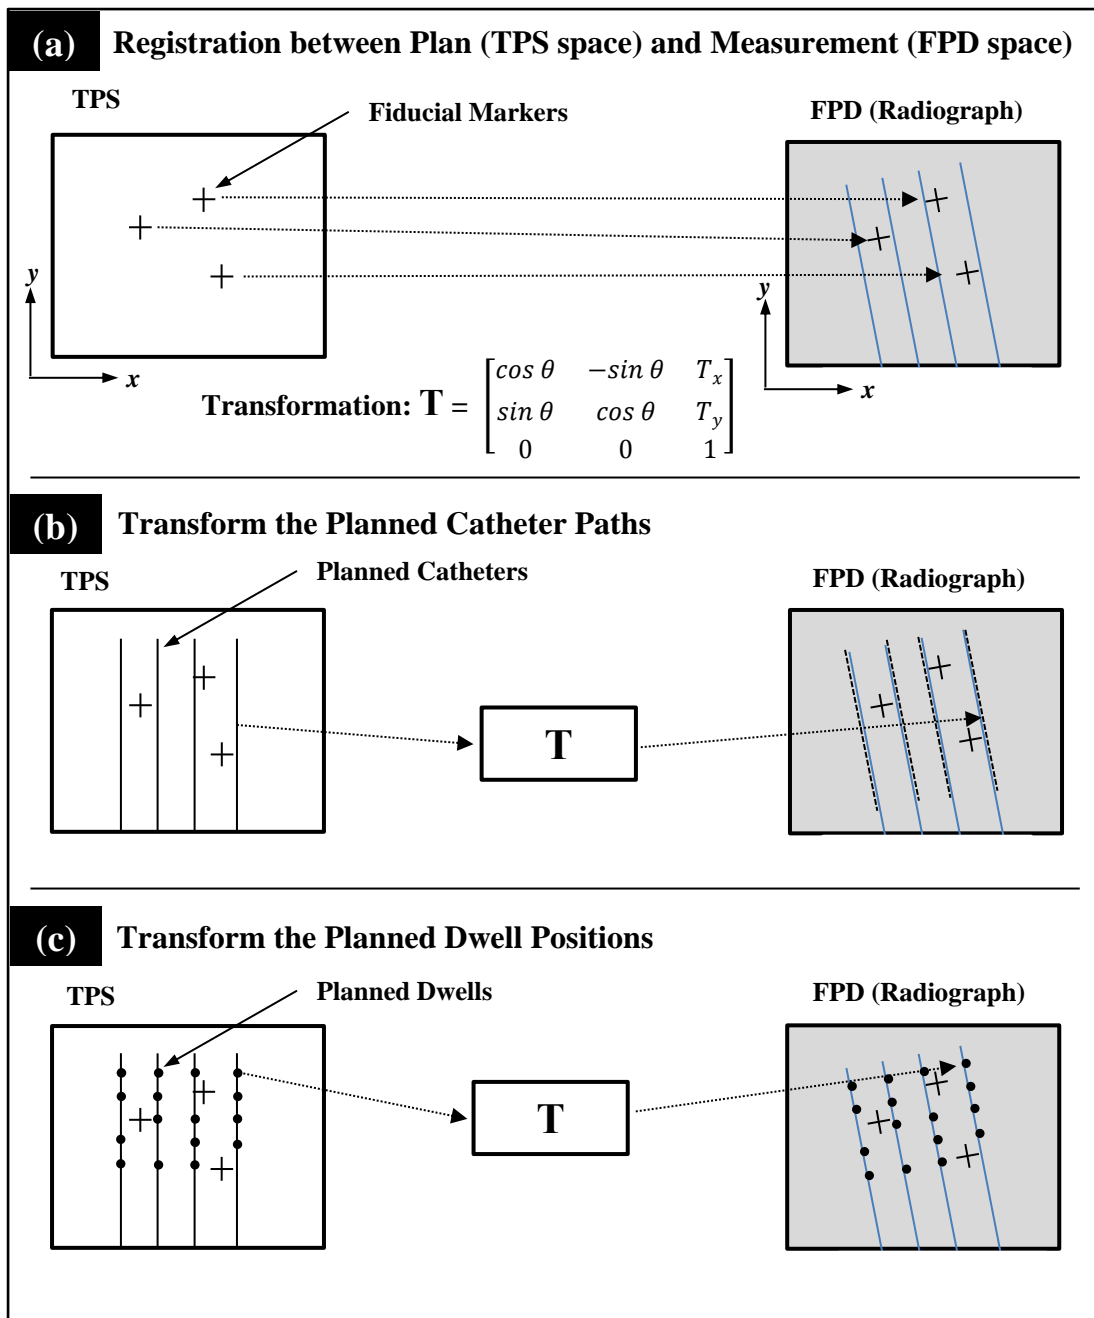 (a) Registration between Plan (TPS space) and Measurement (FPD space)
TPS
Fiducial Markers
FPD (Radiograph)
y
x
y
x
Transformation: T = [cos θ −sin θ T_x
sin θ cos θ T_y
0 0 1]
(b) Transform the Planned Catheter Paths
TPS
Planned Catheters
FPD (Radiograph)
T
(c) Transform the Planned Dwell Positions
TPS
Planned Dwells
FPD (Radiograph)
T